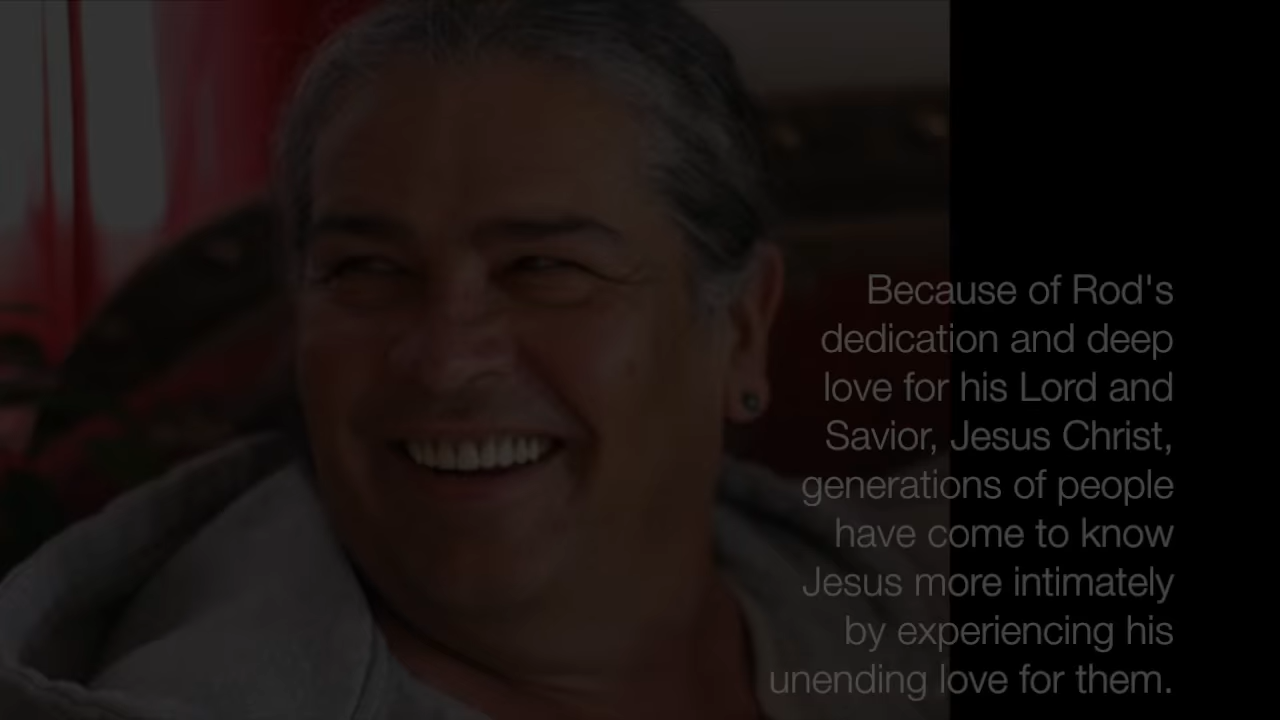 Because of Rod's
dedication and deep
love for his Lord and
Savior, Jesus Christ,
generations of people
have come to know
Jesus more intimately
by experiencing his
unending love for them.